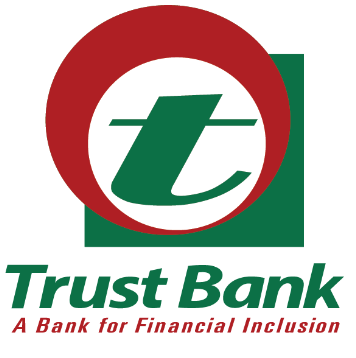 t
Trust Bank
A Bank for Financial Inclusion